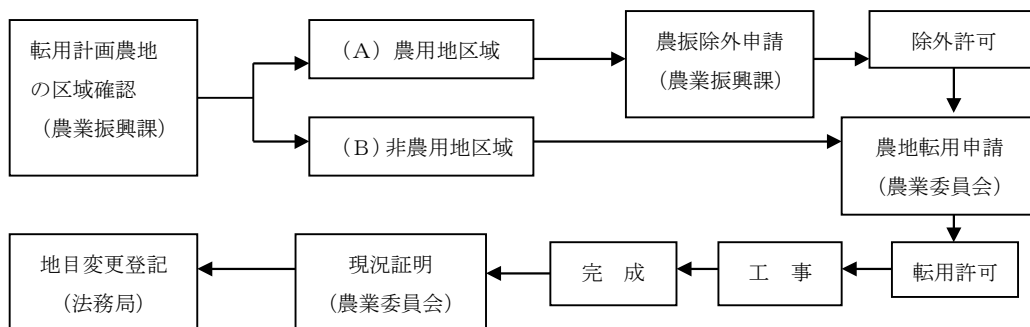 転用計画農地
の区域確認
（農業振興課）
（A）農用地区域
農振除外申請
（農業振興課）
除外許可
（B）非農用地区域
農地転用申請
（農業委員会）
転用許可
工　事
完　成
現況証明
（農業委員会）
地目変更登記
（法務局）